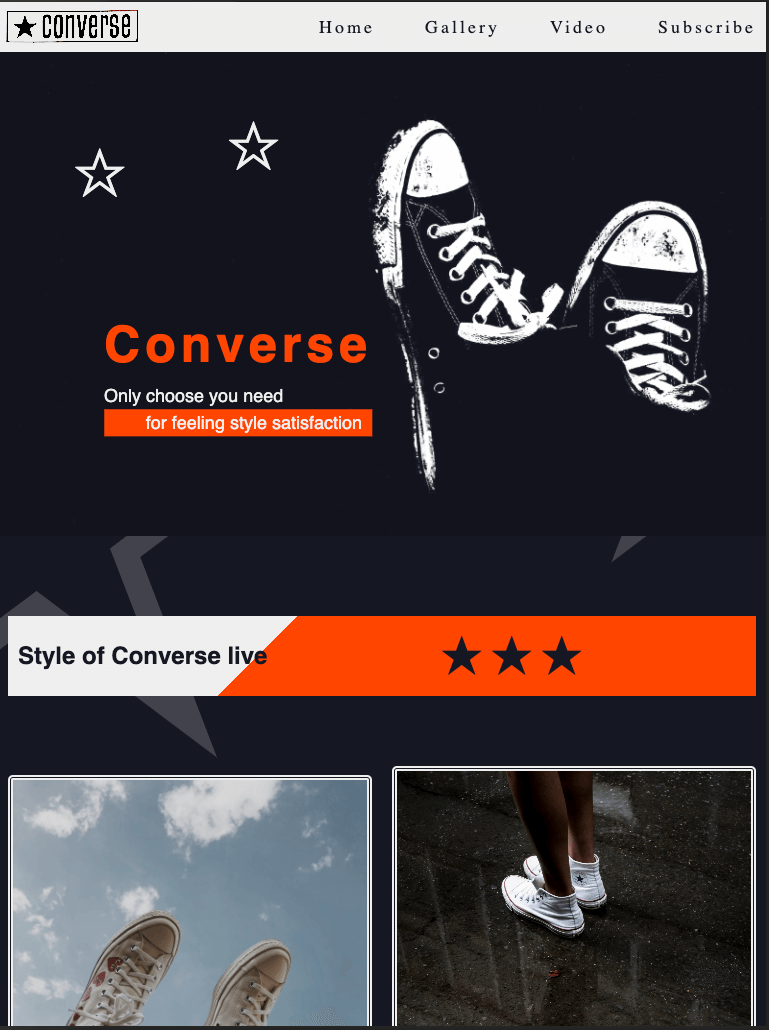 converse
Home Gallery Video Subscribe
Converse
Only choose you need
for feeling style satisfaction
Style of Converse live